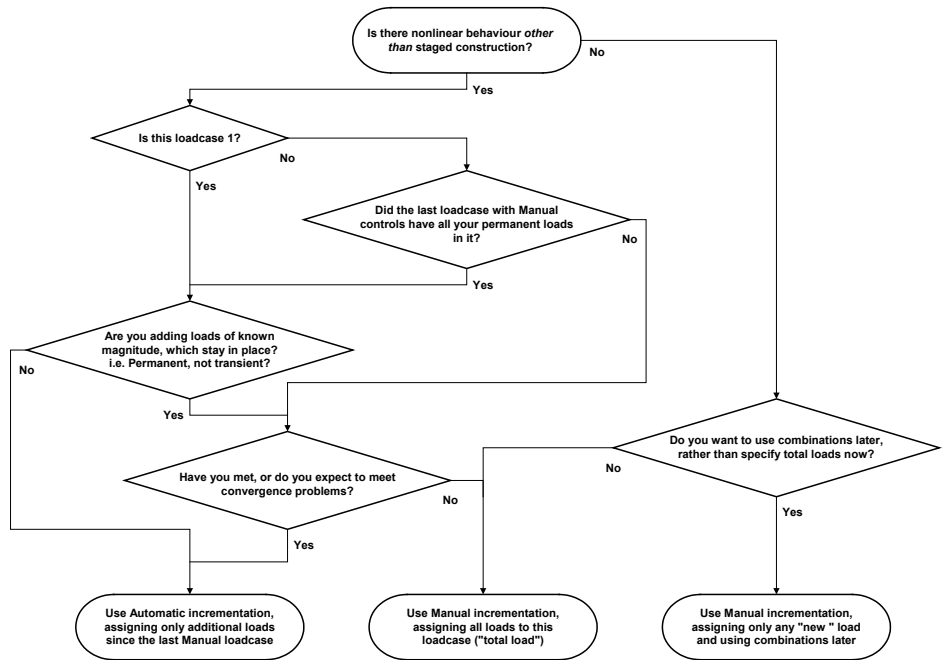 Is there nonlinear behaviour other
than staged construction?
No
Yes
Is this loadcase 1?
No
Yes
Did the last loadcase with Manual
controls have all your permanent loads
in it?
No
Yes
Are you adding loads of known
magnitude, which stay in place?
i.e. Permanent, not transient?
No
Yes
Do you want to use combinations later,
rather than specify total loads now?
No
Yes
Have you met, or do you expect to meet
convergence problems?
No
Yes
Use Automatic incrementation,
assigning only additional loads
since the last Manual loadcase
Use Manual incrementation,
assigning all loads to this
loadcase ("total load")
Use Manual incrementation,
assigning only any "new " load
and using combinations later